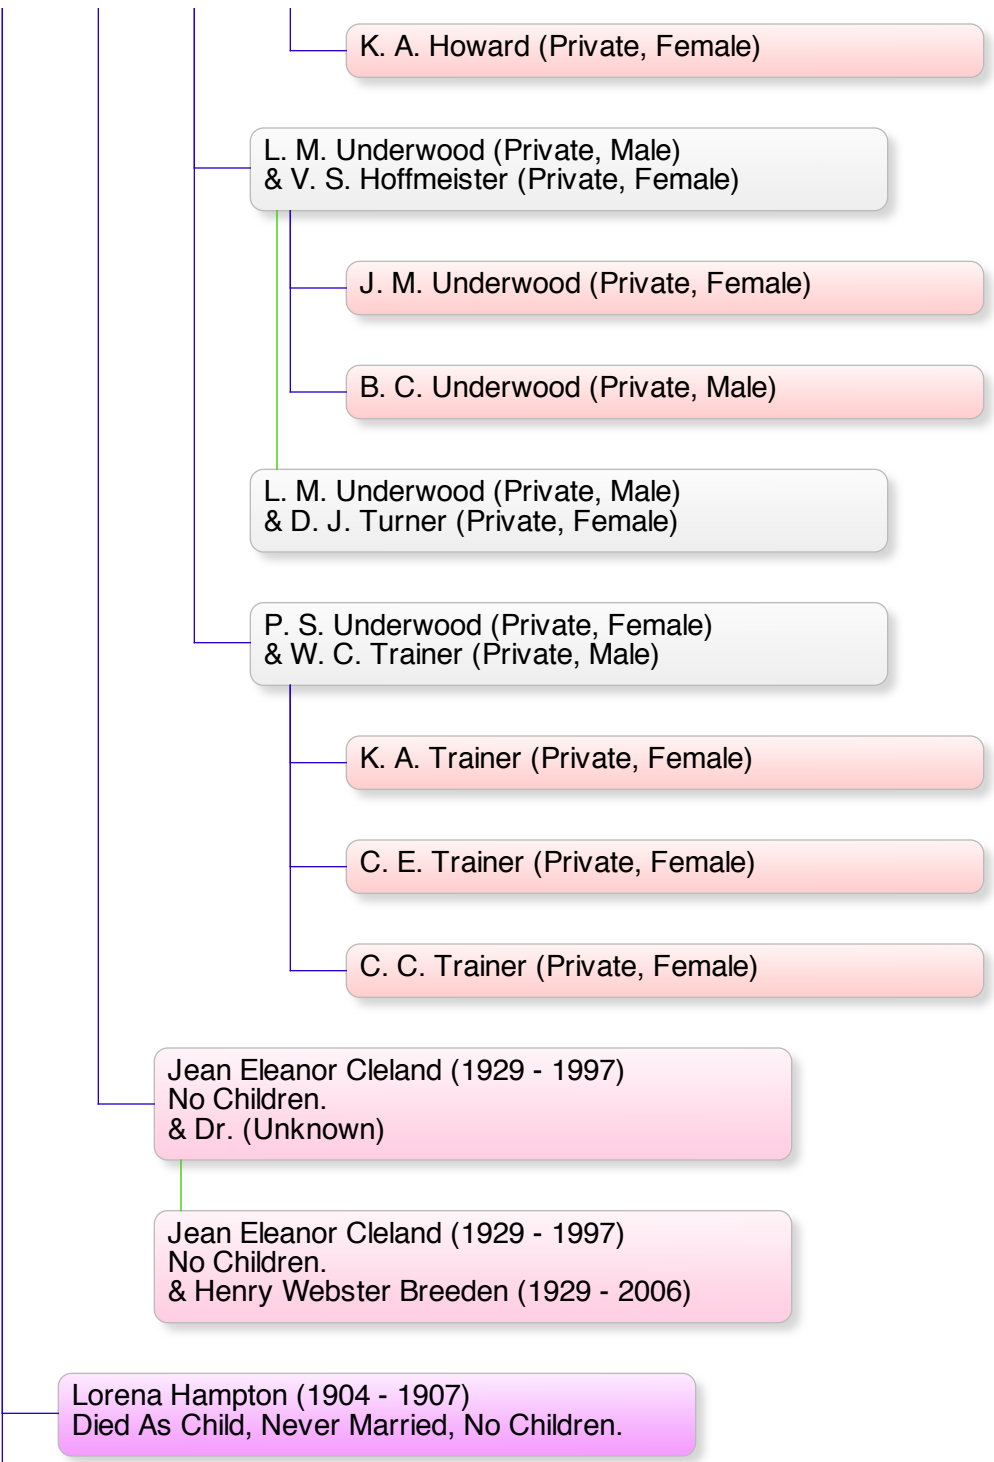 K. A. Howard (Private, Female)
L. M. Underwood (Private, Male)
& V. S. Hoffmeister (Private, Female)
J. M. Underwood (Private, Female)
B. C. Underwood (Private, Male)
L. M. Underwood (Private, Male)
& D. J. Turner (Private, Female)
P. S. Underwood (Private, Female)
& W. C. Trainer (Private, Male)
K. A. Trainer (Private, Female)
C. E. Trainer (Private, Female)
C. C. Trainer (Private, Female)
Jean Eleanor Cleland (1929 - 1997)
No Children.
& Dr. (Unknown)
Jean Eleanor Cleland (1929 - 1997)
No Children.
& Henry Webster Breeden (1929 - 2006)
Lorena Hampton (1904 - 1907)
Died As Child, Never Married, No Children.